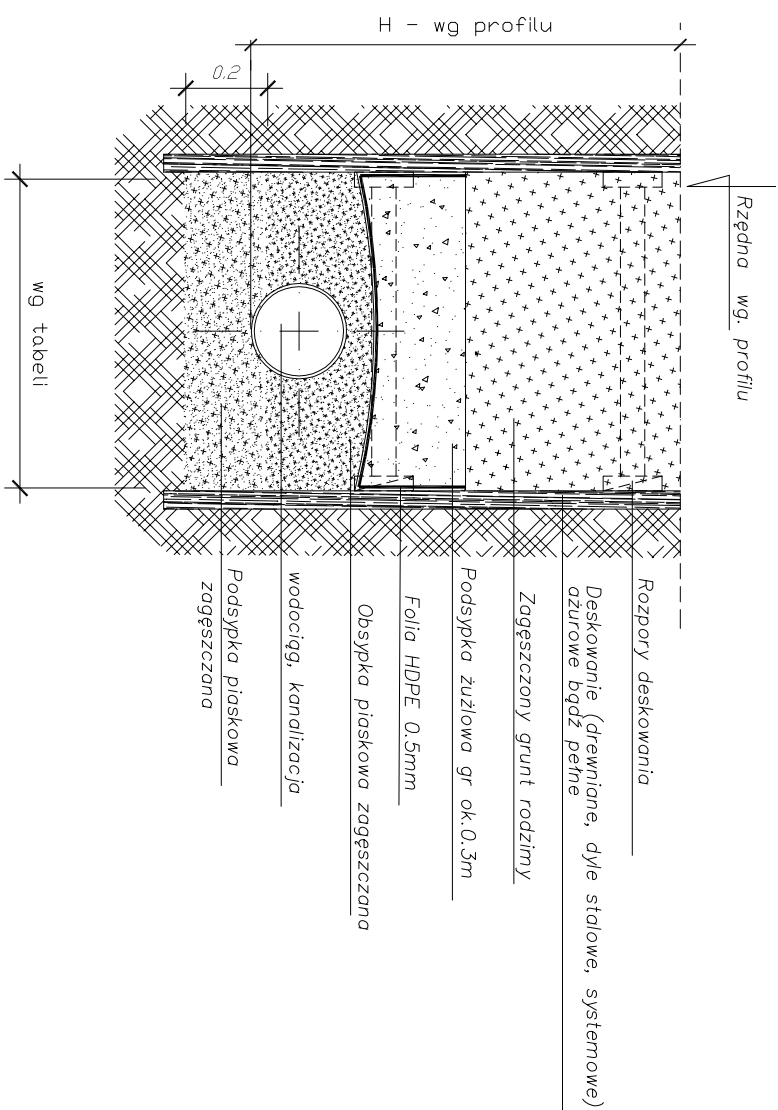 Rzędna wg. profilu
H - wg profilu
0,2
wg tabeli
Rozpory deskowania
Deskowanie (drewniane, dyle stalowe, systemowe)
ażurowe bądź pełne
Zagęszczony grunt rodzimy
Podsypka żużlowa gr ok.0.3m
Folia HDPE 0.5mm
Obsypka piaskowa zagęszczana
wodociąg, kanalizacja
Podsypka piaskowa
zagęszczana